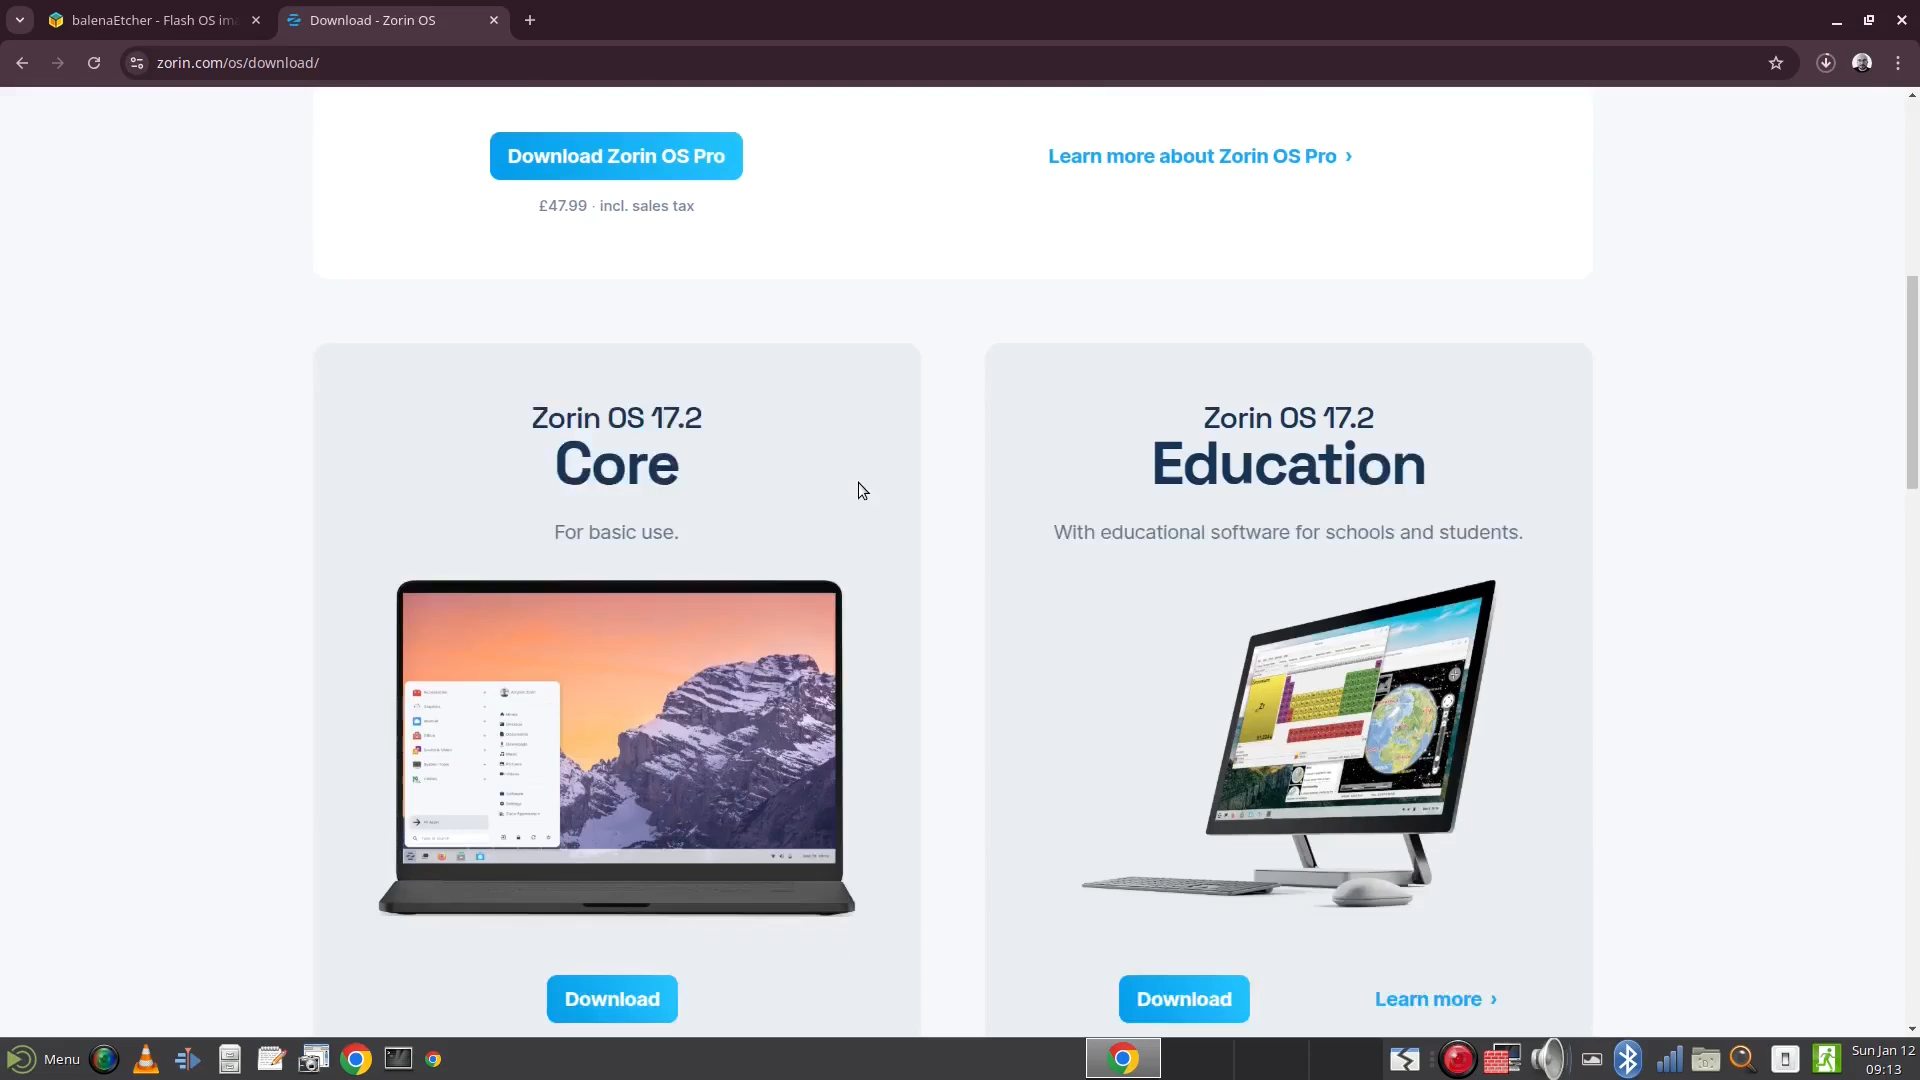 balenaEtcher - Flash OS im
Download - Zorin OS
zorin.com/os/download/
Download Zorin OS Pro
Learn more about Zorin OS Pro ›
£47.99 · incl. sales tax
Zorin OS 17.2
Core
For basic use.
Download
Zorin OS 17.2
Education
With educational software for schools and students.
Download
Learn more ›
Menu
Sun Jan 12
09:13